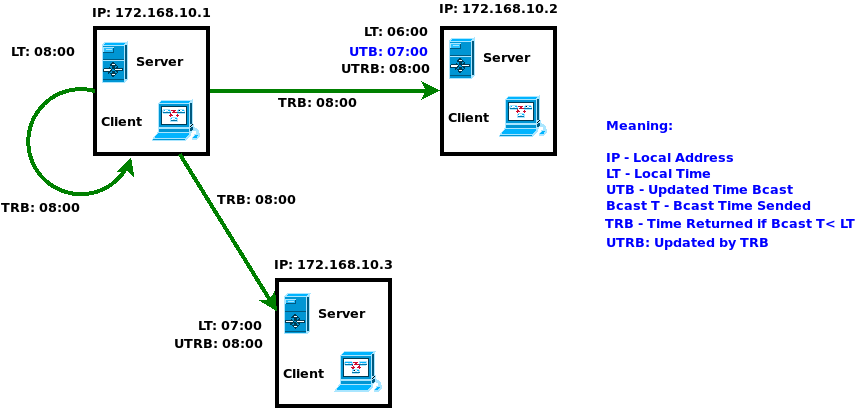 IP: 172.168.10.1
LT: 08:00
Server
Client
TRB: 08:00
TRB: 08:00
IP: 172.168.10.2
LT: 06:00
UTB: 07:00
UTRB: 08:00
Server
Client
TRB: 08:00
IP: 172.168.10.3
LT: 07:00
UTRB: 08:00
Server
Client
Meaning:
IP - Local Address
LT - Local Time
UTB - Updated Time Bcast
Bcast T - Bcast Time Sended
TRB - Time Returned if Bcast T< LT
UTRB: Updated by TRB